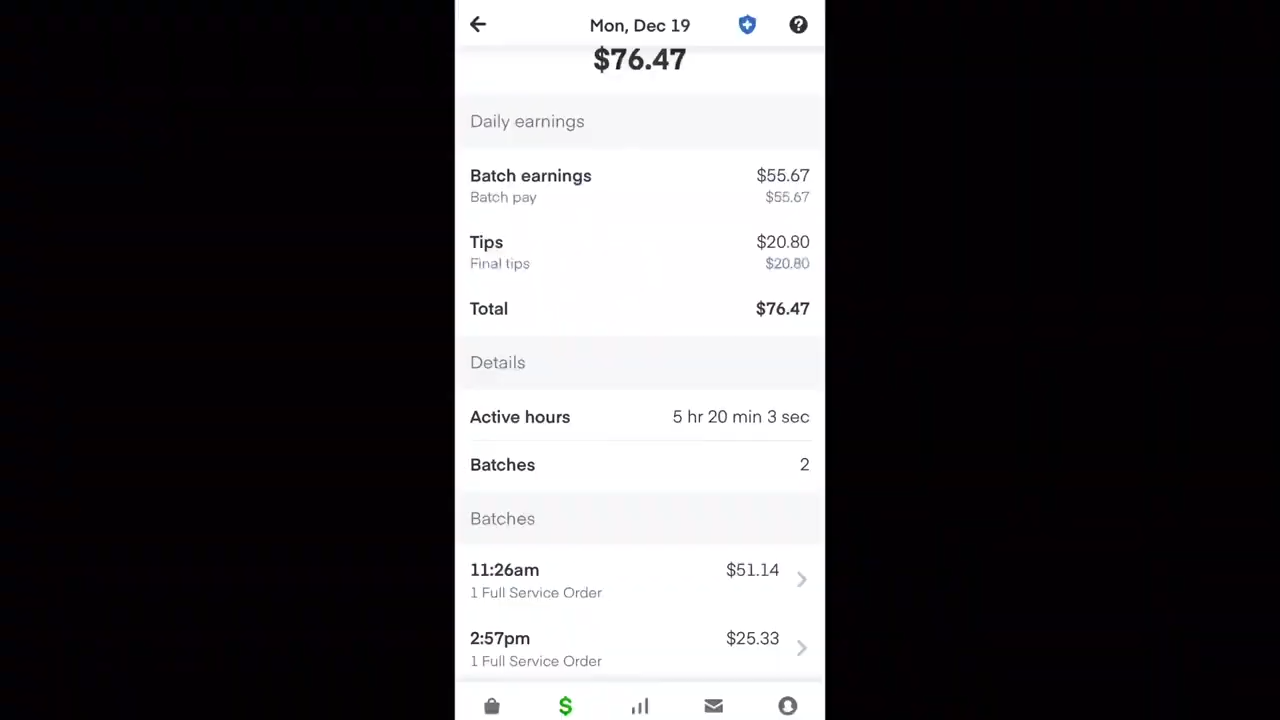 Mon, Dec 19
$76.47
Daily earnings
Batch earnings $55.67
Batch pay $55.67
Tips $20.80
Final tips $20.80
Total $76.47
Details
Active hours 5 hr 20 min 3 sec
Batches 2
Batches
11:26am $51.14
1 Full Service Order
2:57pm $25.33
1 Full Service Order